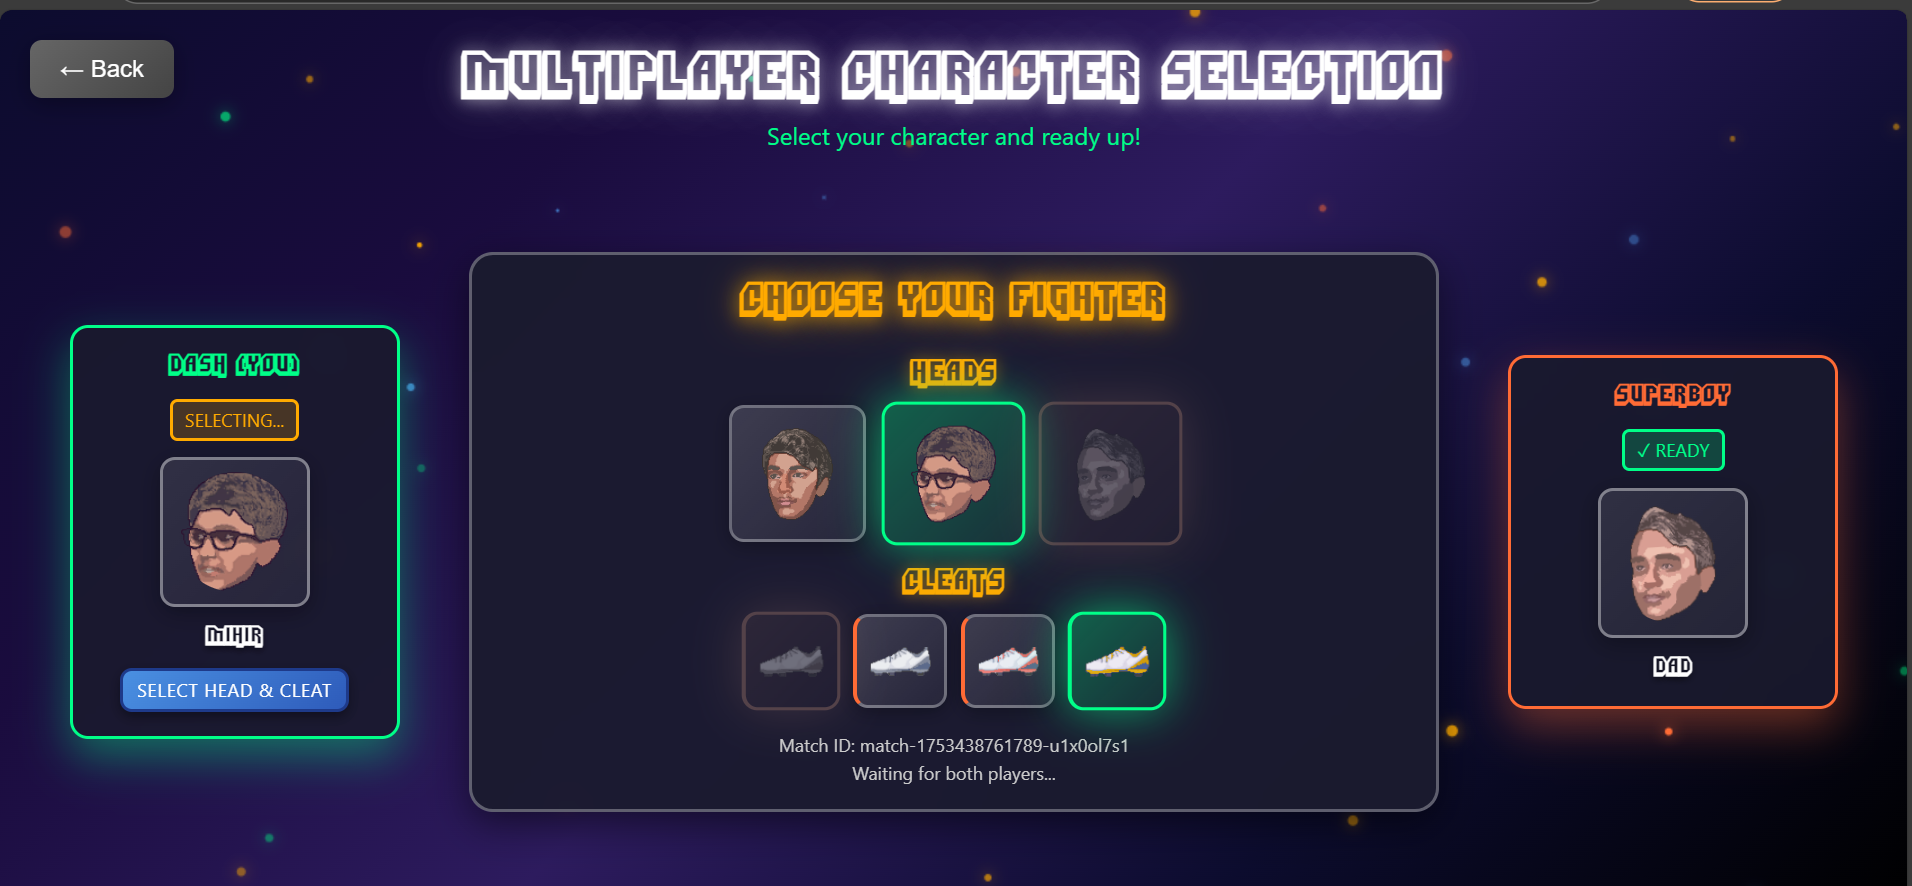 ← Back
MULTIPLAYER CHARACTER SELECTION
Select your character and ready up!
DASH (YOU)
SELECTING...
MIHIR
SELECT HEAD & CLEAT
CHOOSE YOUR FIGHTER
HEADS
CLEATS
Match ID: match-1753438761789-u1x0ol7s1
Waiting for both players...
SUPERBOY
✓ READY
DAD